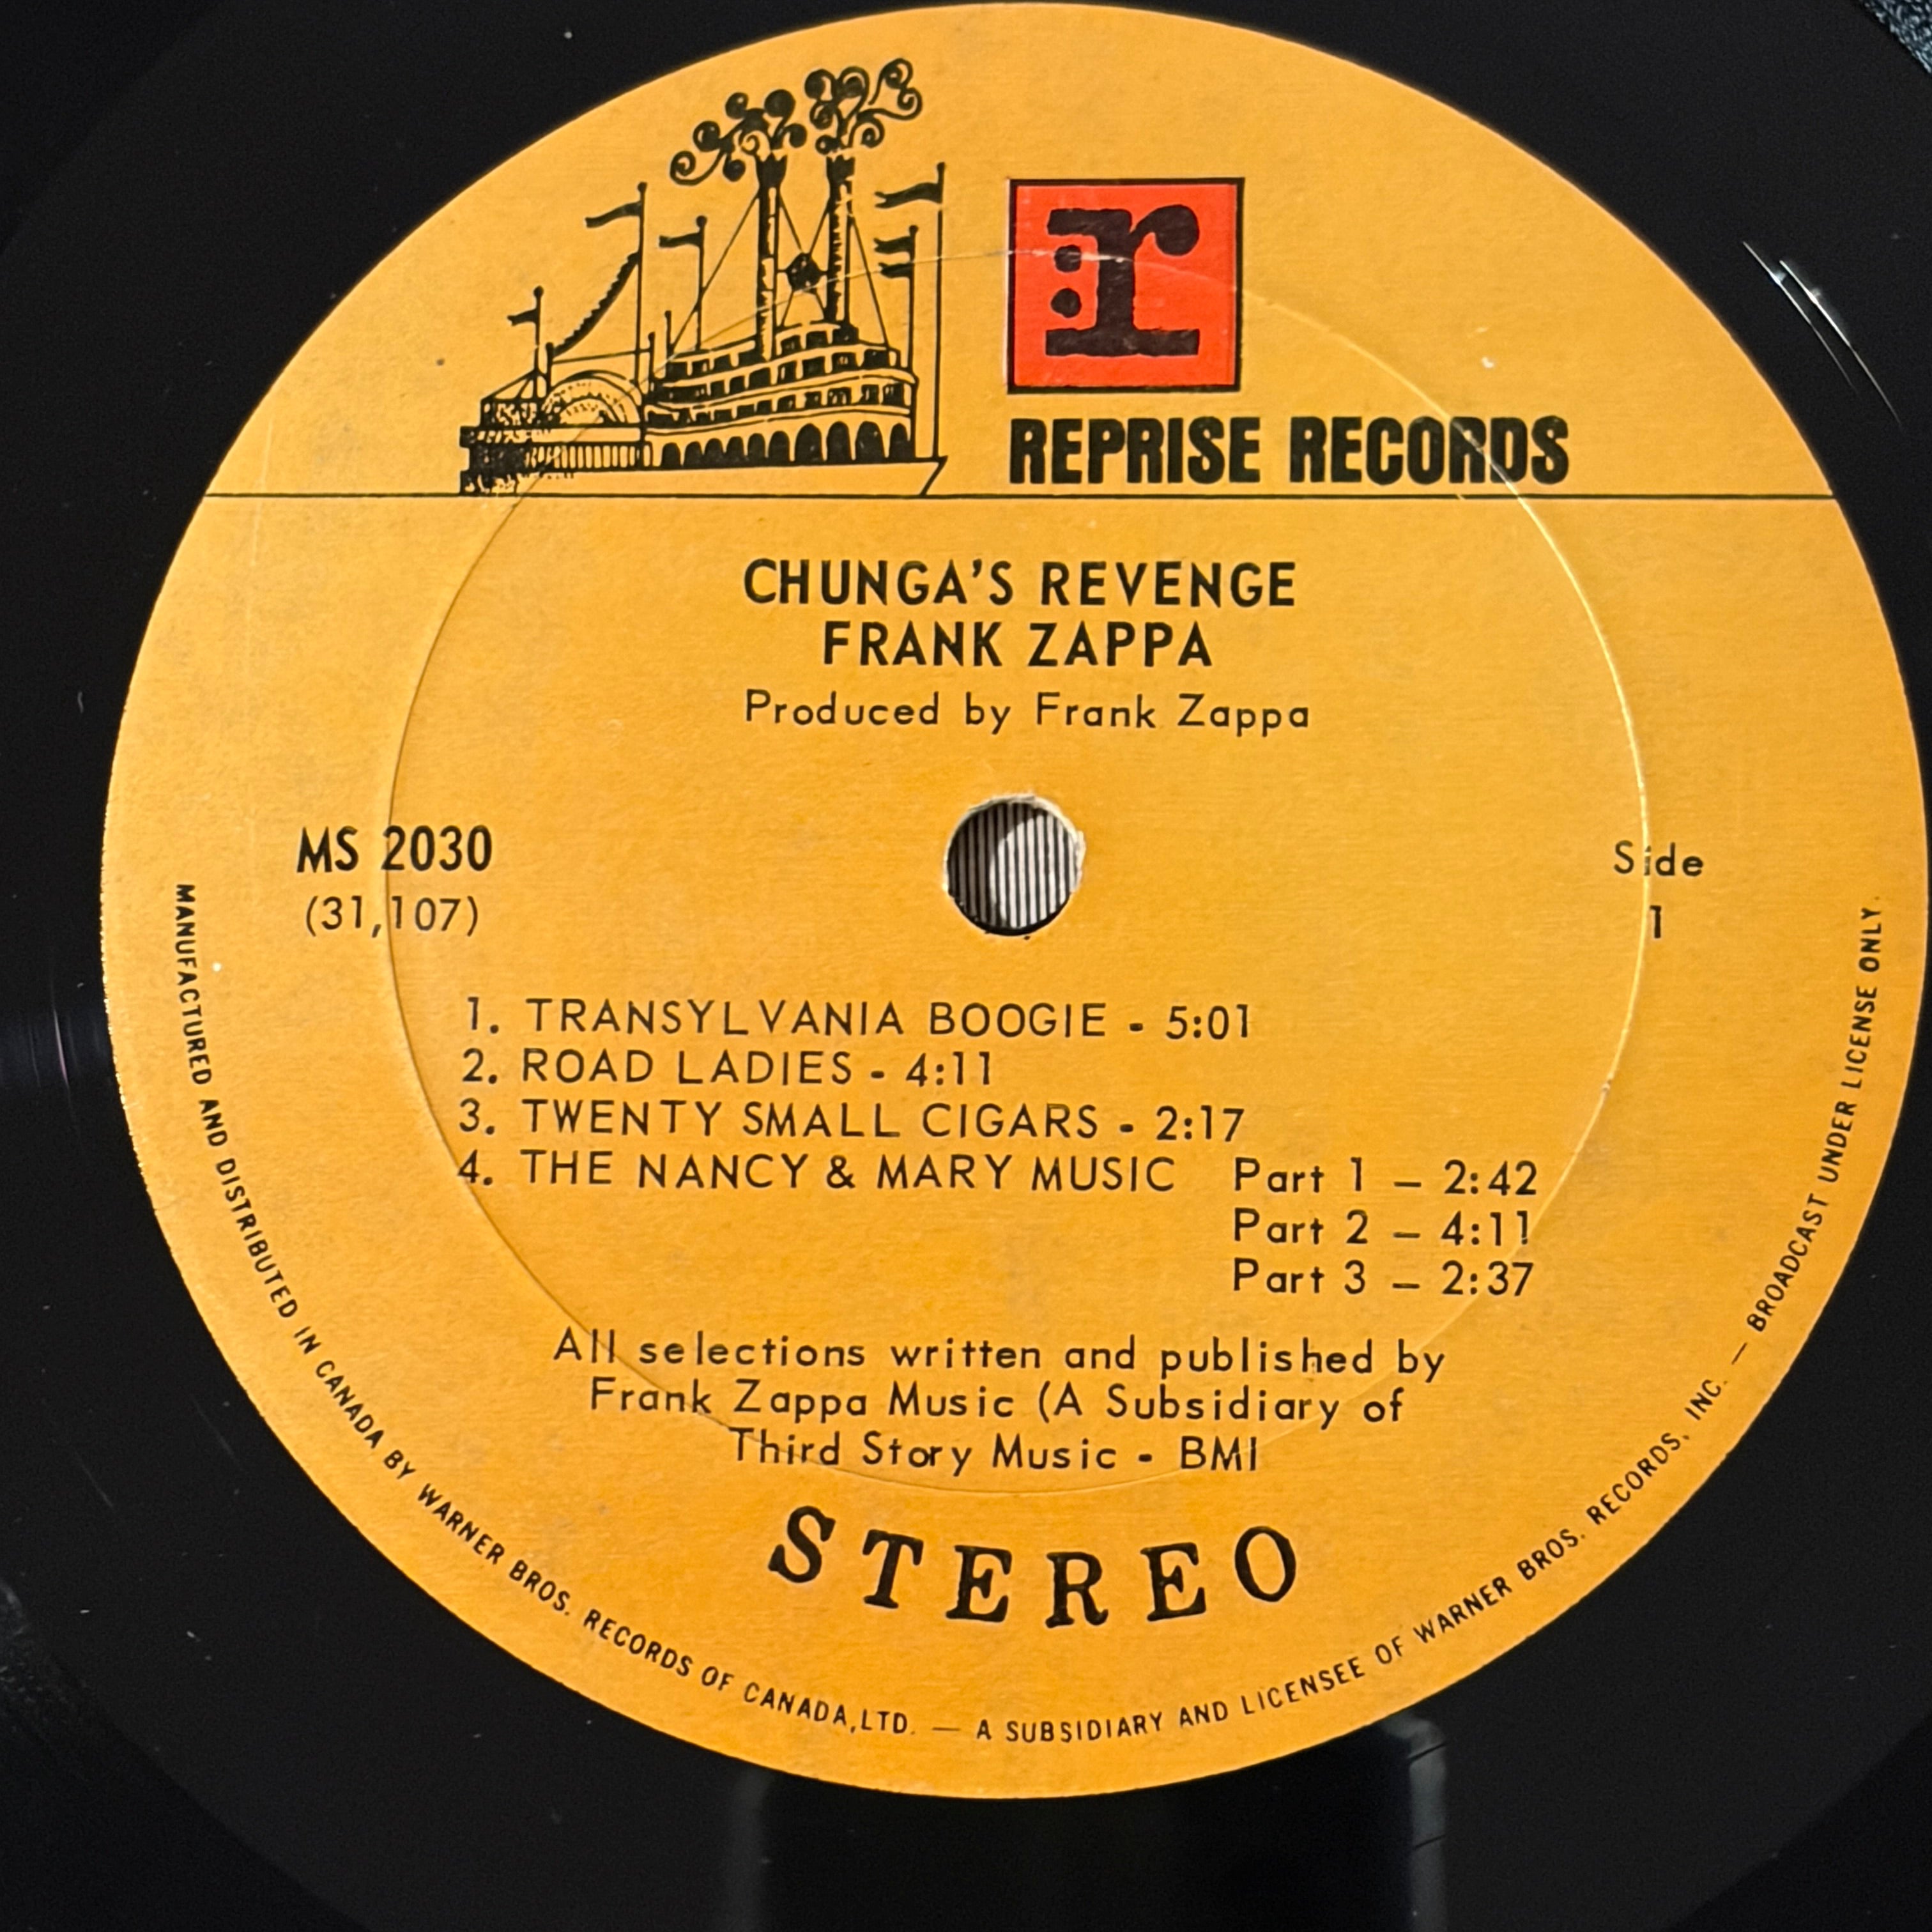 r:
REPRISE RECORDS
CHUNGA'S REVENGE
FRANK ZAPPA
Produced by Frank Zappa
MS 2030
(31,107)
Side
1
1. TRANSYLVANIA BOOGIE - 5:01
2. ROAD LADIES - 4:11
3. TWENTY SMALL CIGARS - 2:17
4. THE NANCY & MARY MUSIC Part 1 — 2:42
Part 2 — 4:11
Part 3 — 2:37
All selections written and published by
Frank Zappa Music (A Subsidiary of
Third Story Music - BMI
STEREO
MANUFACTURED AND DISTRIBUTED IN CANADA BY WARNER BROS. RECORDS OF CANADA, LTD. — A SUBSIDIARY AND LICENSEE OF WARNER BROS. RECORDS, INC. — BROADCAST UNDER LICENSE ONLY.